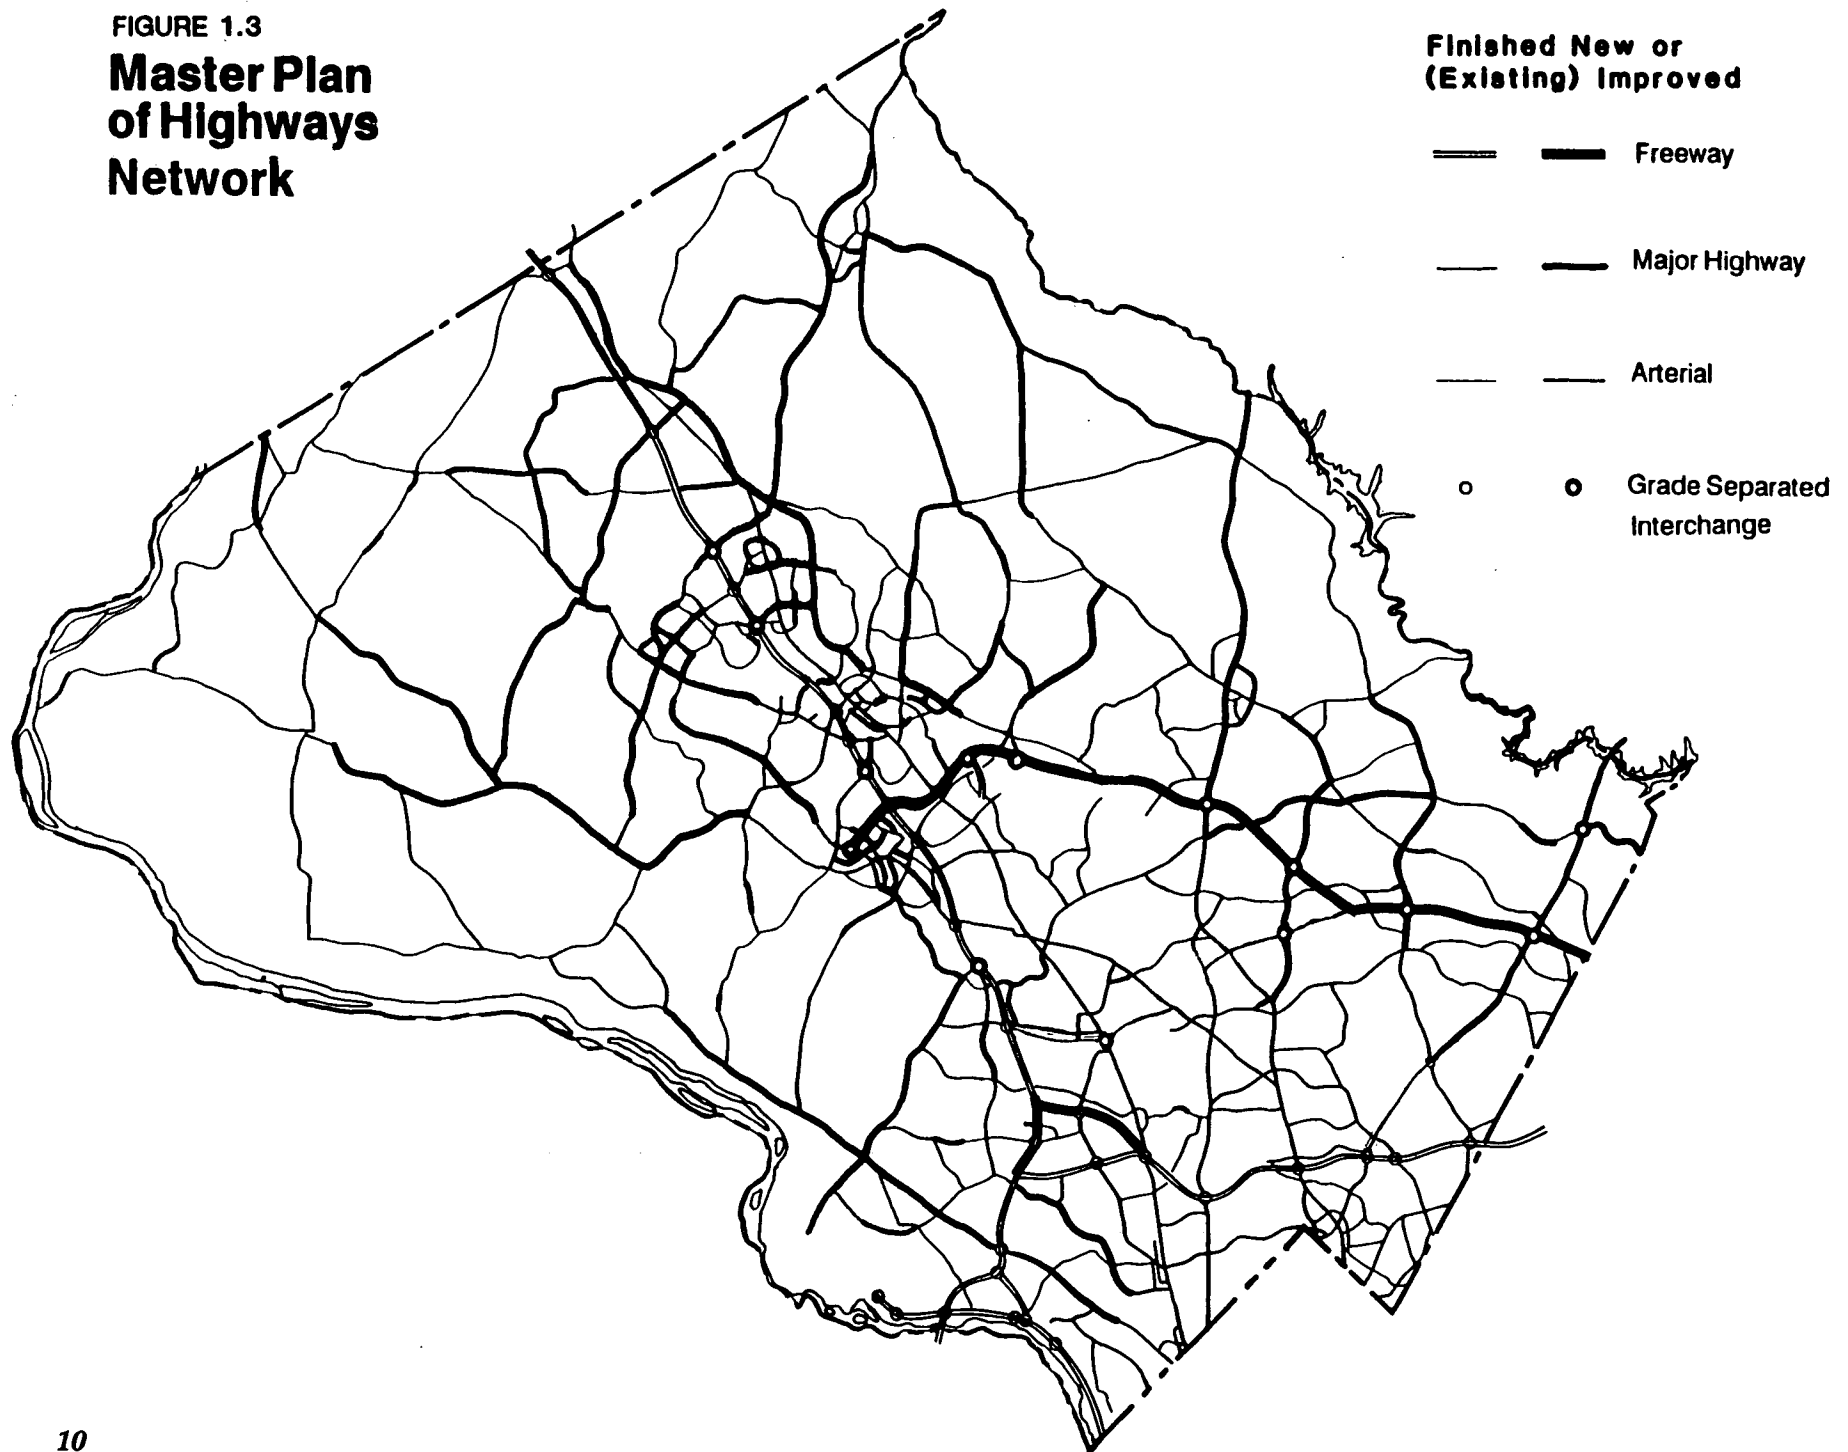 FIGURE 1.3
Master Plan
of Highways
Network
Finished New or
(Existing) Improved
Freeway
Major Highway
Arterial
Grade Separated
Interchange
10